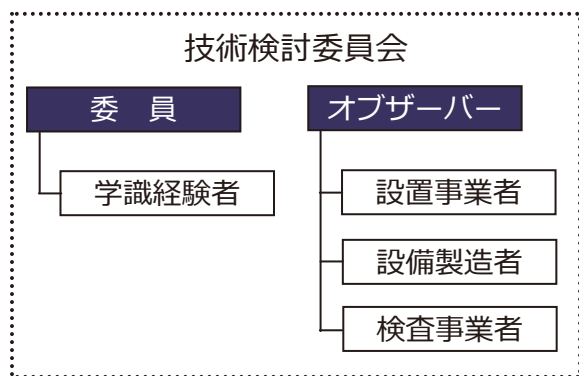 技術検討委員会
委　員
学識経験者
オブザーバー
設置事業者
設備製造者
検査事業者